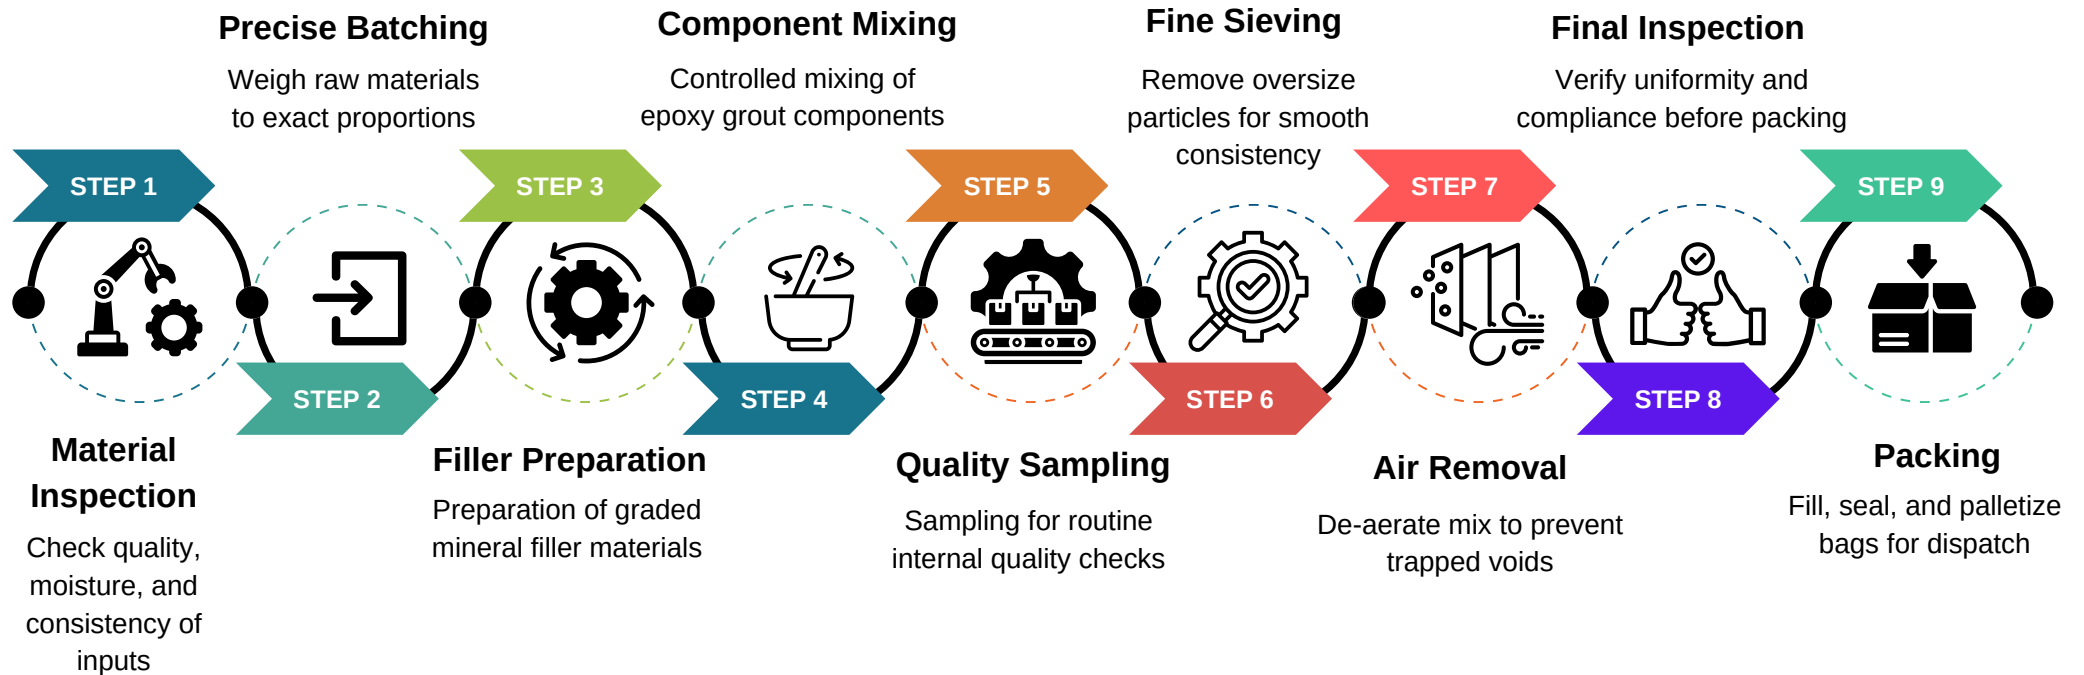 STEP 1
Material
Inspection
Check quality,
moisture, and
consistency of
inputs
Precise Batching
Weigh raw materials
to exact proportions
STEP 2
STEP 3
Filler Preparation
Preparation of graded
mineral filler materials
Component Mixing
Controlled mixing of
epoxy grout components
STEP 4
STEP 5
Quality Sampling
Sampling for routine
internal quality checks
Fine Sieving
Remove oversize
particles for smooth
consistency
STEP 6
STEP 7
Air Removal
De-aerate mix to prevent
trapped voids
Final Inspection
Verify uniformity and
compliance before packing
STEP 8
STEP 9
Packing
Fill, seal, and palletize
bags for dispatch